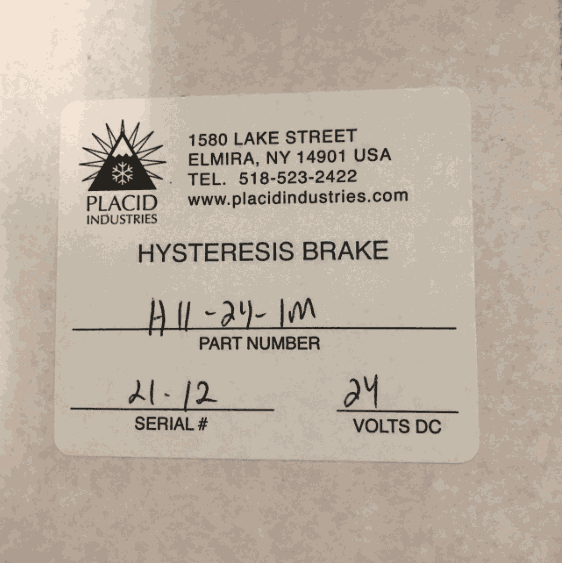 1580 LAKE STREET
ELMIRA, NY 14901 USA
TEL. 518-523-2422
www.placidindustries.com
PLACID
INDUSTRIES
HYSTERESIS BRAKE
H11-24-1M
PART NUMBER
21-12
SERIAL #
24
VOLTS DC